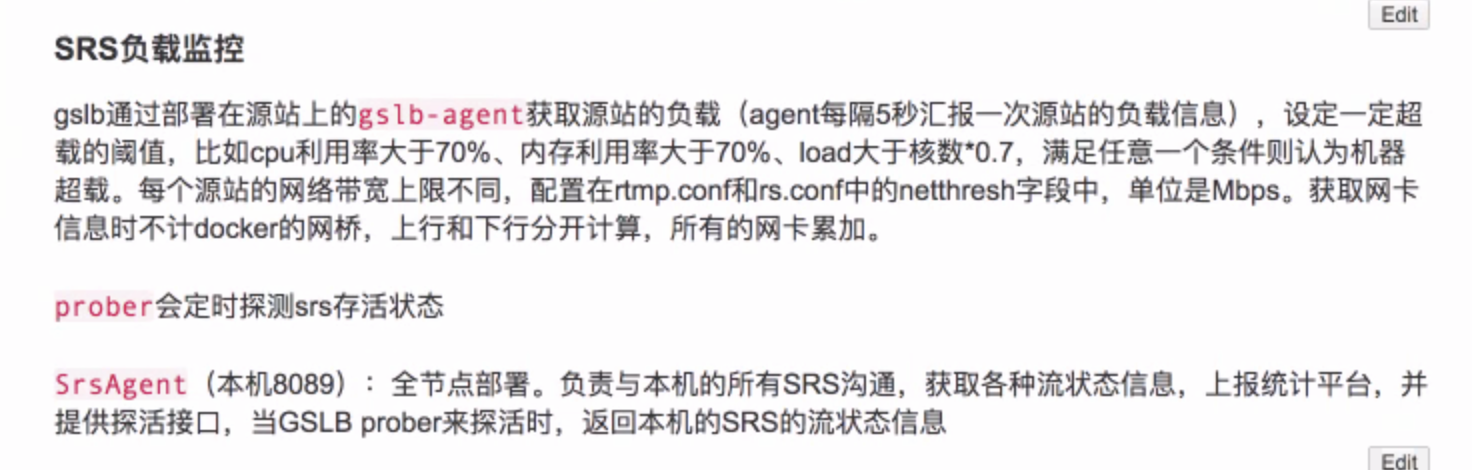 Edit
SRS负载监控
gslb通过部署在源站上的gslb-agent获取源站的负载（agent每隔5秒汇报一次源站的负载信息），设定一定超
载的阈值，比如cpu利用率大于70%、内存利用率大于70%、load大于核数*0.7，满足任意一个条件则认为机器
超载。每个源站的网络带宽上限不同，配置在rtmp.conf和rs.conf中的netthresh字段中，单位是Mbps。获取网卡
信息时不计docker的网桥，上行和下行分开计算，所有的网卡累加。
prober会定时探测srs存活状态
SrsAgent（本机8089）：全节点部署。负责与本机的所有SRS沟通，获取各种流状态信息，上报统计平台，并
提供探活接口，当GSLB prober来探活时，返回本机的SRS的流状态信息
Edit